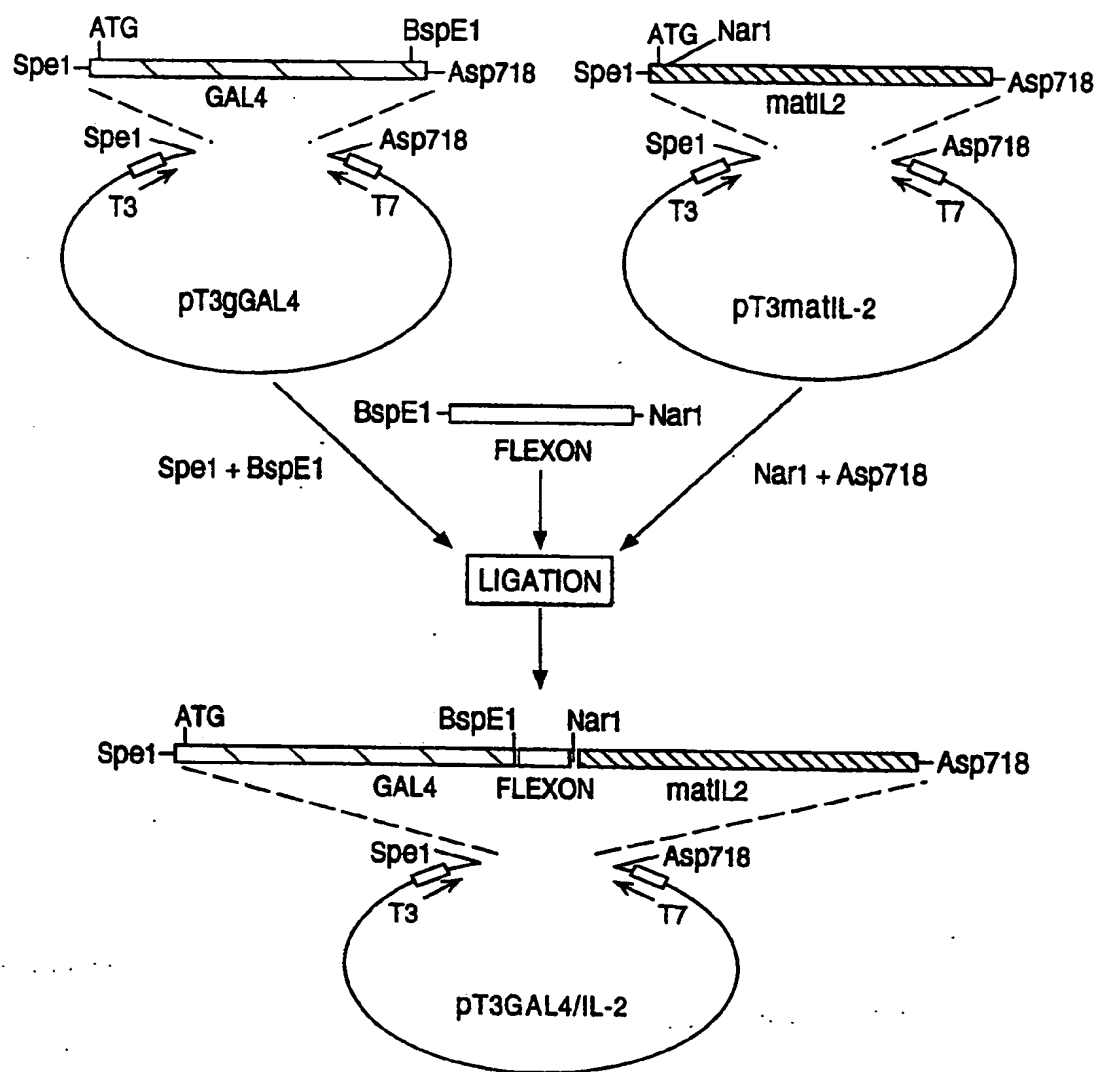 ATG
BspE1
Spe1
Asp718
GAL4
Spe1
Asp718
T3
T7
pT3gGAL4
ATG
Nar1
Spe1
Asp718
matIL2
Spe1
Asp718
T3
T7
pT3matIL-2
BspE1
Nar1
FLEXON
Spe1 + BspE1
Nar1 + Asp718
LIGATION
ATG
BspE1
Nar1
Spe1
Asp718
GAL4
FLEXON
matIL2
Spe1
Asp718
T3
T7
pT3GAL4/IL-2